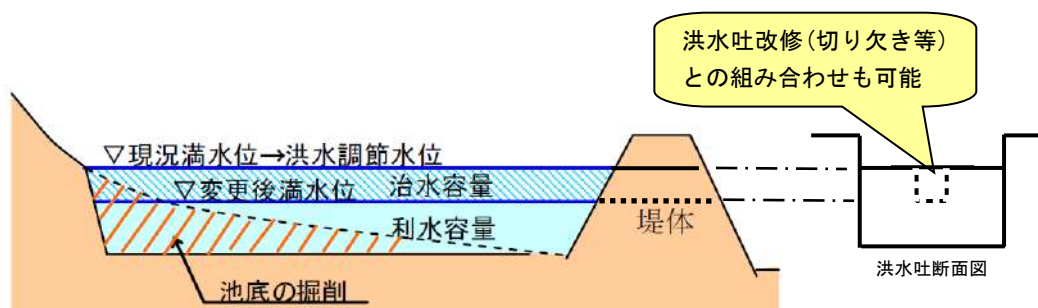 洪水吐改修(切り欠き等)
との組み合わせも可能
▽現況満水位→洪水調節水位
▽変更後満水位
治水容量
利水容量
堤体
池底の掘削
洪水吐断面図